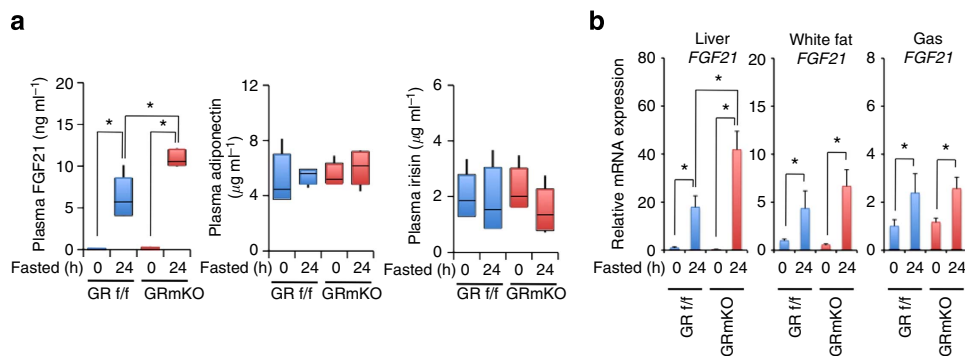 a
Plasma FGF21 (ng ml⁻¹)
20
15
10
5
0
*
*
*
Fasted (h) 0 24 0 24
GR f/f GRmKO
Plasma adiponectin
(μg ml⁻¹)
12
8
4
0
Fasted (h) 0 24 0 24
GR f/f GRmKO
Plasma irisin (μg ml⁻¹)
6
4
2
0
Fasted (h) 0 24 0 24
GR f/f GRmKO
b
Relative mRNA expression
Liver
FGF21
80
60
40
20
0
*
*
*
Fasted (h) 0 24 0 24
GR f/f GRmKO
White fat
FGF21
20
15
10
5
0
*
*
0 24 0 24
GR f/f GRmKO
Gas
FGF21
8
6
4
2
0
*
*
0 24 0 24
GR f/f GRmKO